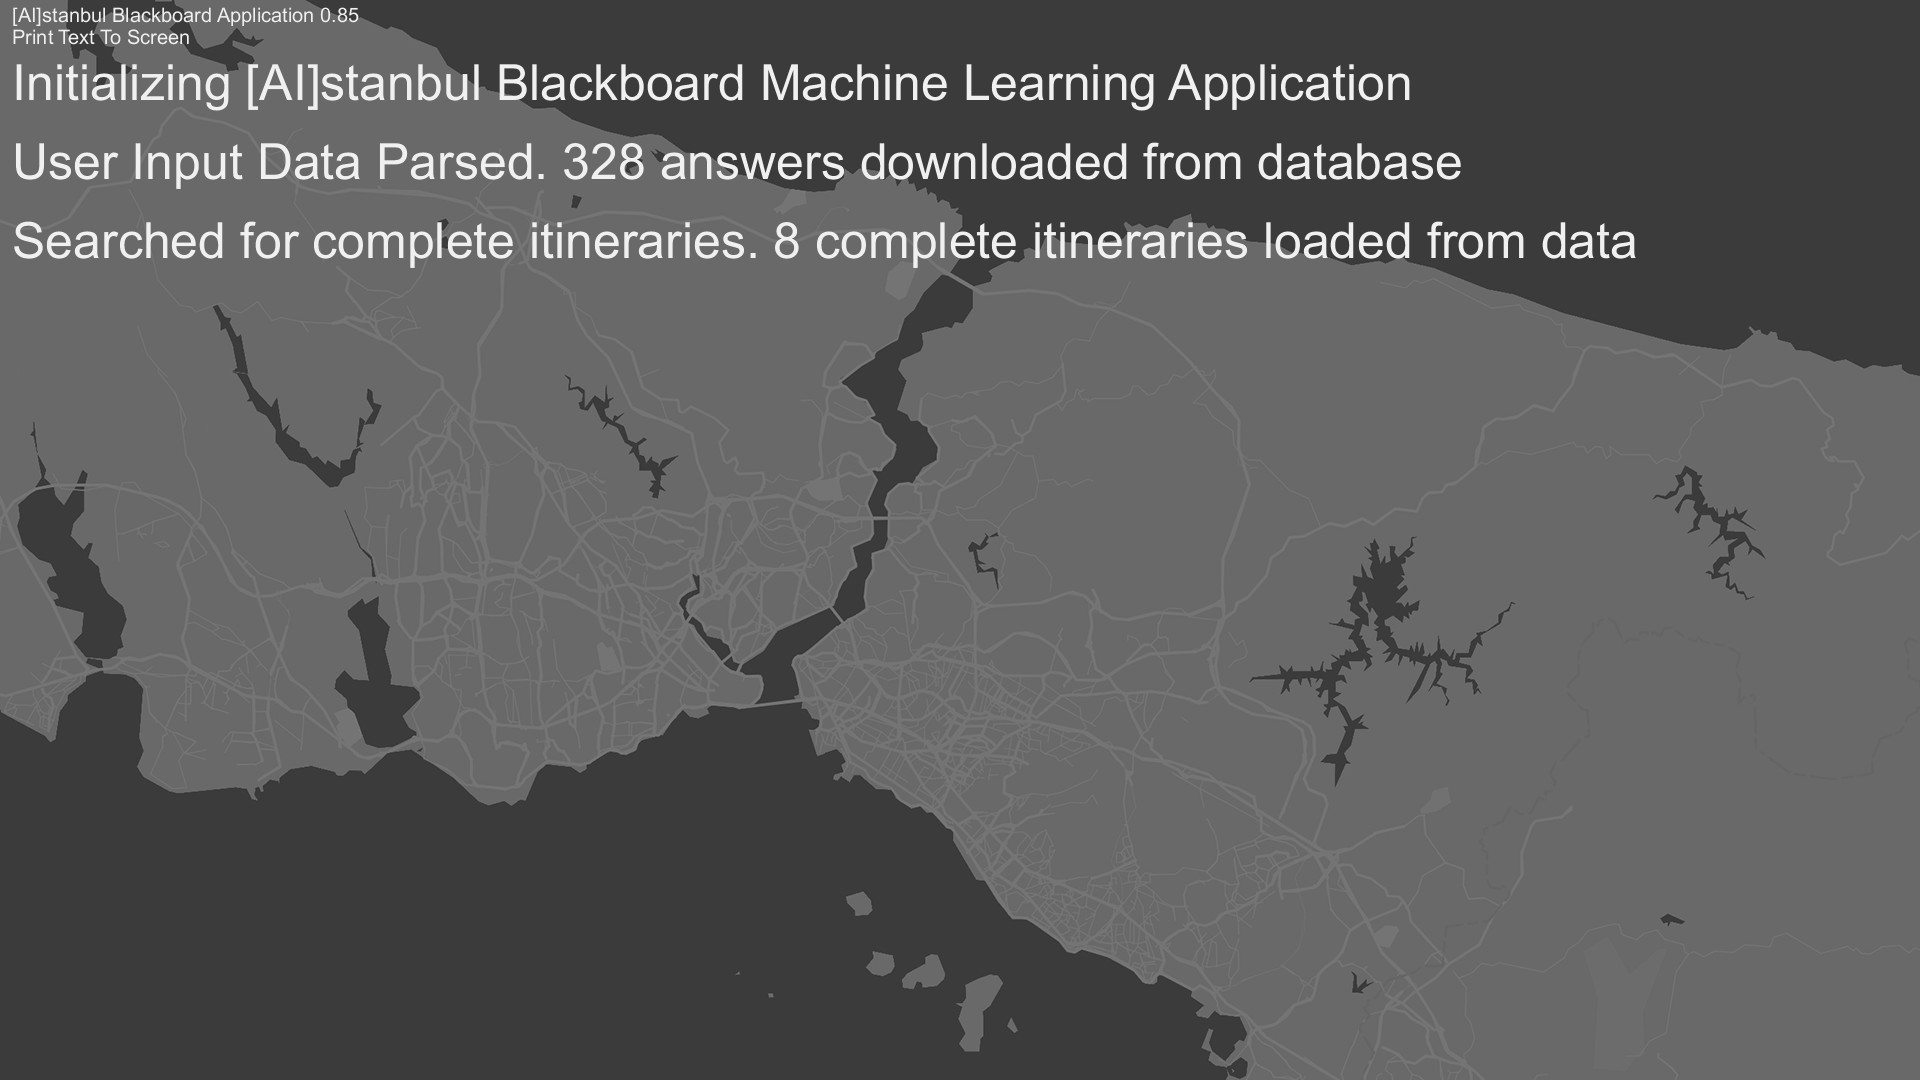 [AI]stanbul Blackboard Application 0.85
Print Text To Screen
Initializing [AI]stanbul Blackboard Machine Learning Application
User Input Data Parsed. 328 answers downloaded from database
Searched for complete itineraries. 8 complete itineraries loaded from data